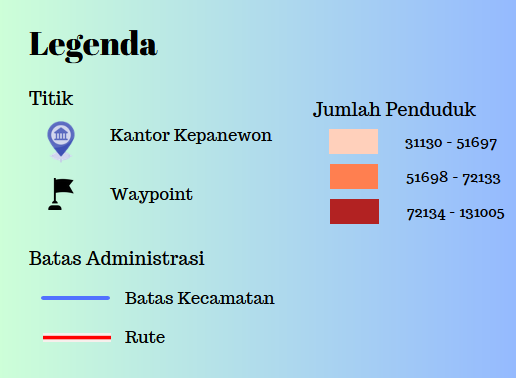 Legenda
Titik
Kantor Kepanewon
Waypoint
Batas Administrasi
Batas Kecamatan
Rute
Jumlah Penduduk
31130 - 51697
51698 - 72133
72134 - 131005